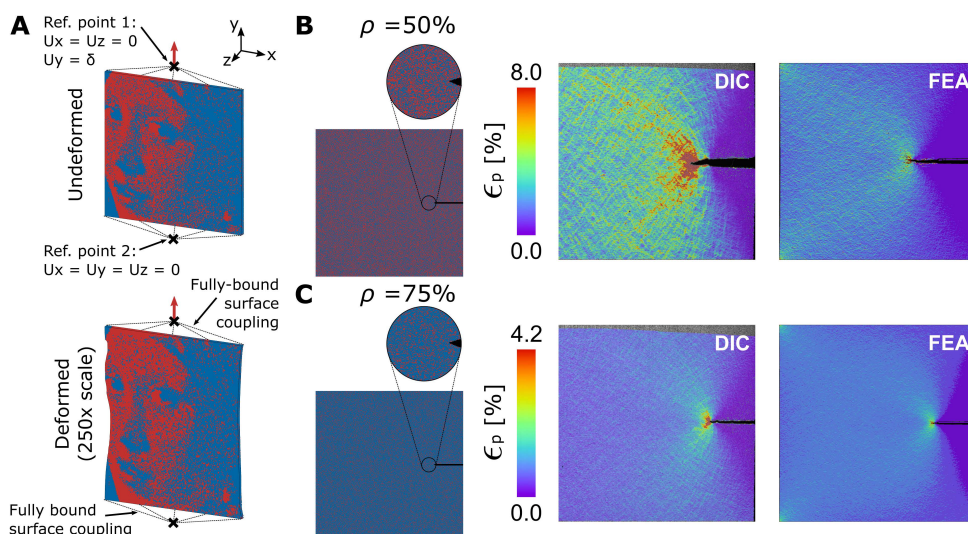 A
Ref. point 1:
Ux = Uz = 0
Uy = δ
y
z
x
Undeformed
Ref. point 2:
Ux = Uy = Uz = 0
Fully-bound
surface
coupling
Deformed
(250x scale)
Fully bound
surface coupling
B
ρ =50%
8.0
ϵp [%]
0.0
DIC
FEA
C
ρ =75%
4.2
ϵp [%]
0.0
DIC
FEA